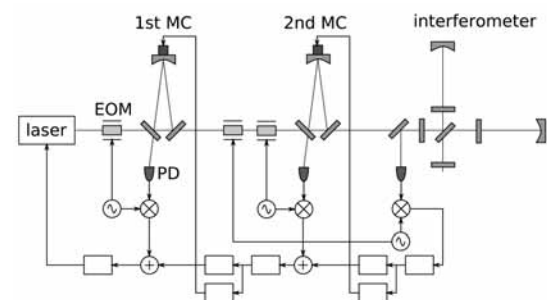 1st MC
2nd MC
interferometer
EOM
laser
PD